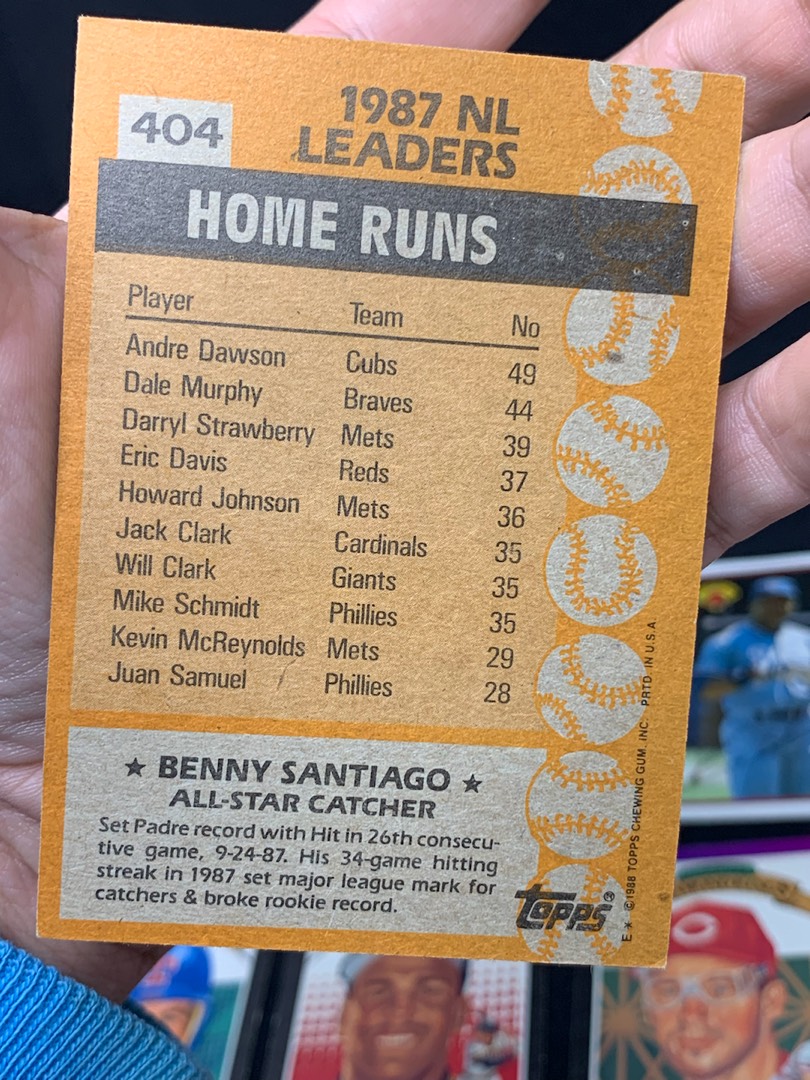 404
1987 NL
LEADERS
HOME RUNS
Player Team No
Andre Dawson Cubs 49
Dale Murphy Braves 44
Darryl Strawberry Mets 39
Eric Davis Reds 37
Howard Johnson Mets 36
Jack Clark Cardinals 35
Will Clark Giants 35
Mike Schmidt Phillies 35
Kevin McReynolds Mets 29
Juan Samuel Phillies 28
★ BENNY SANTIAGO ★
ALL-STAR CATCHER
Set Padre record with Hit in 26th consecu-
tive game, 9-24-87. His 34-game hitting
streak in 1987 set major league mark for
catchers & broke rookie record.
Topps®
E* ©1988 TOPPS CHEWING GUM, INC. PRTD. IN U.S.A.